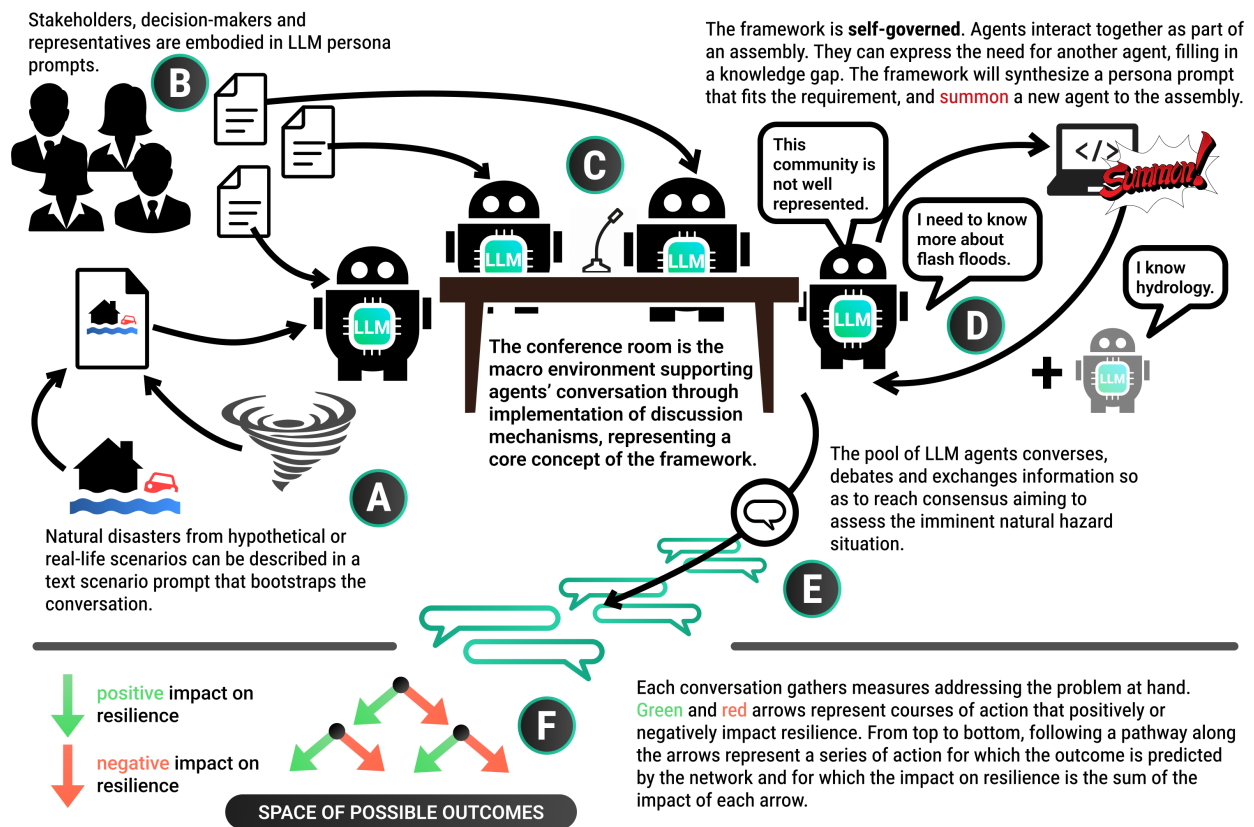 Stakeholders, decision-makers and
representatives are embodied in LLM persona
prompts.
B
The framework is self-governed. Agents interact together as part of
an assembly. They can express the need for another agent, filling in
a knowledge gap. The framework will synthesize a persona prompt
that fits the requirement, and summon a new agent to the assembly.
C
This
community is
not well
represented.
</>
Summon!
I need to know
more about
flash floods.
I know
hydrology.
D
LLM
LLM
LLM
LLM
LLM
+
The conference room is the
macro environment supporting
agents’ conversation through
implementation of discussion
mechanisms, representing a
core concept of the framework.
A
Natural disasters from hypothetical or
real-life scenarios can be described in a
text scenario prompt that bootstraps the
conversation.
The pool of LLM agents converses,
debates and exchanges information so
as to reach consensus aiming to
assess the imminent natural hazard
situation.
E
positive impact on
resilience
negative impact on
resilience
F
SPACE OF POSSIBLE OUTCOMES
Each conversation gathers measures addressing the problem at hand.
Green and red arrows represent courses of action that positively or
negatively impact resilience. From top to bottom, following a pathway along
the arrows represent a series of action for which the outcome is predicted
by the network and for which the impact on resilience is the sum of the
impact of each arrow.